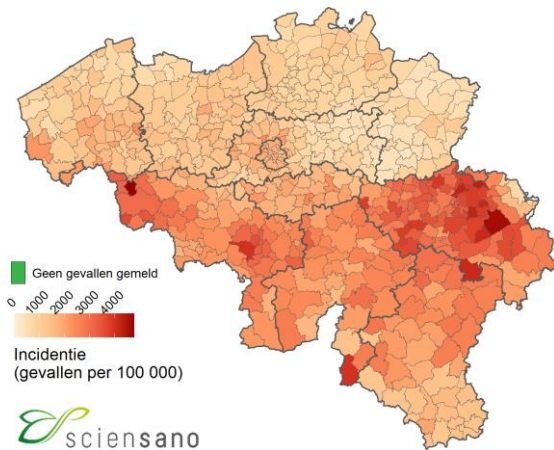 Geen gevallen gemeld
0 1000 2000 3000 4000
Incidentie
(gevallen per 100 000)
sciensano